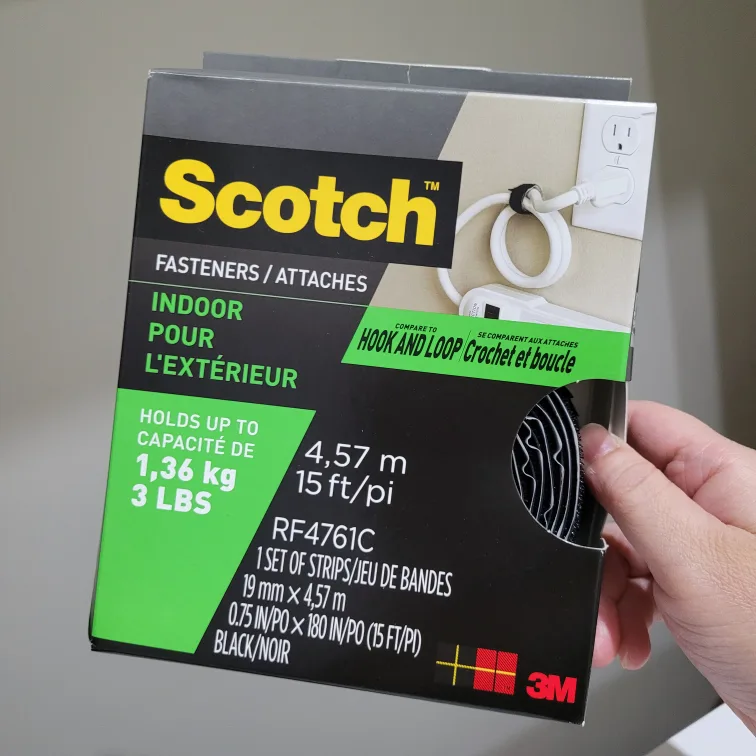 Scotch™
FASTENERS / ATTACHES
INDOOR
POUR
L'EXTÉRIEUR
COMPARE TO
HOOK AND LOOP
SE COMPARENT AUX ATTACHES
Crochet et boucle
HOLDS UP TO
CAPACITÉ DE
1,36 kg
3 LBS
4,57 m
15 ft/pi
RF4761C
1 SET OF STRIPS/JEU DE BANDES
19 mm x 4,57 m
0.75 IN/PO x 180 IN/PO (15 FT/PI)
BLACK/NOIR
3M